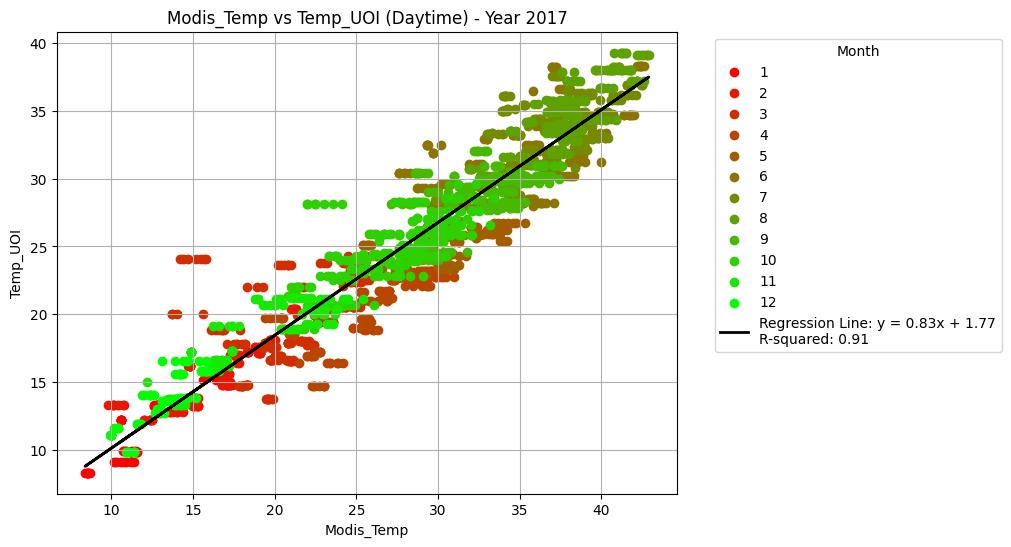 Modis_Temp vs Temp_UOI (Daytime) - Year 2017
Temp_UOI
40
35
30
25
20
15
10
10 15 20 25 30 35 40
Modis_Temp
Month
1
2
3
4
5
6
7
8
9
10
11
12
Regression Line: y = 0.83x + 1.77
R-squared: 0.91